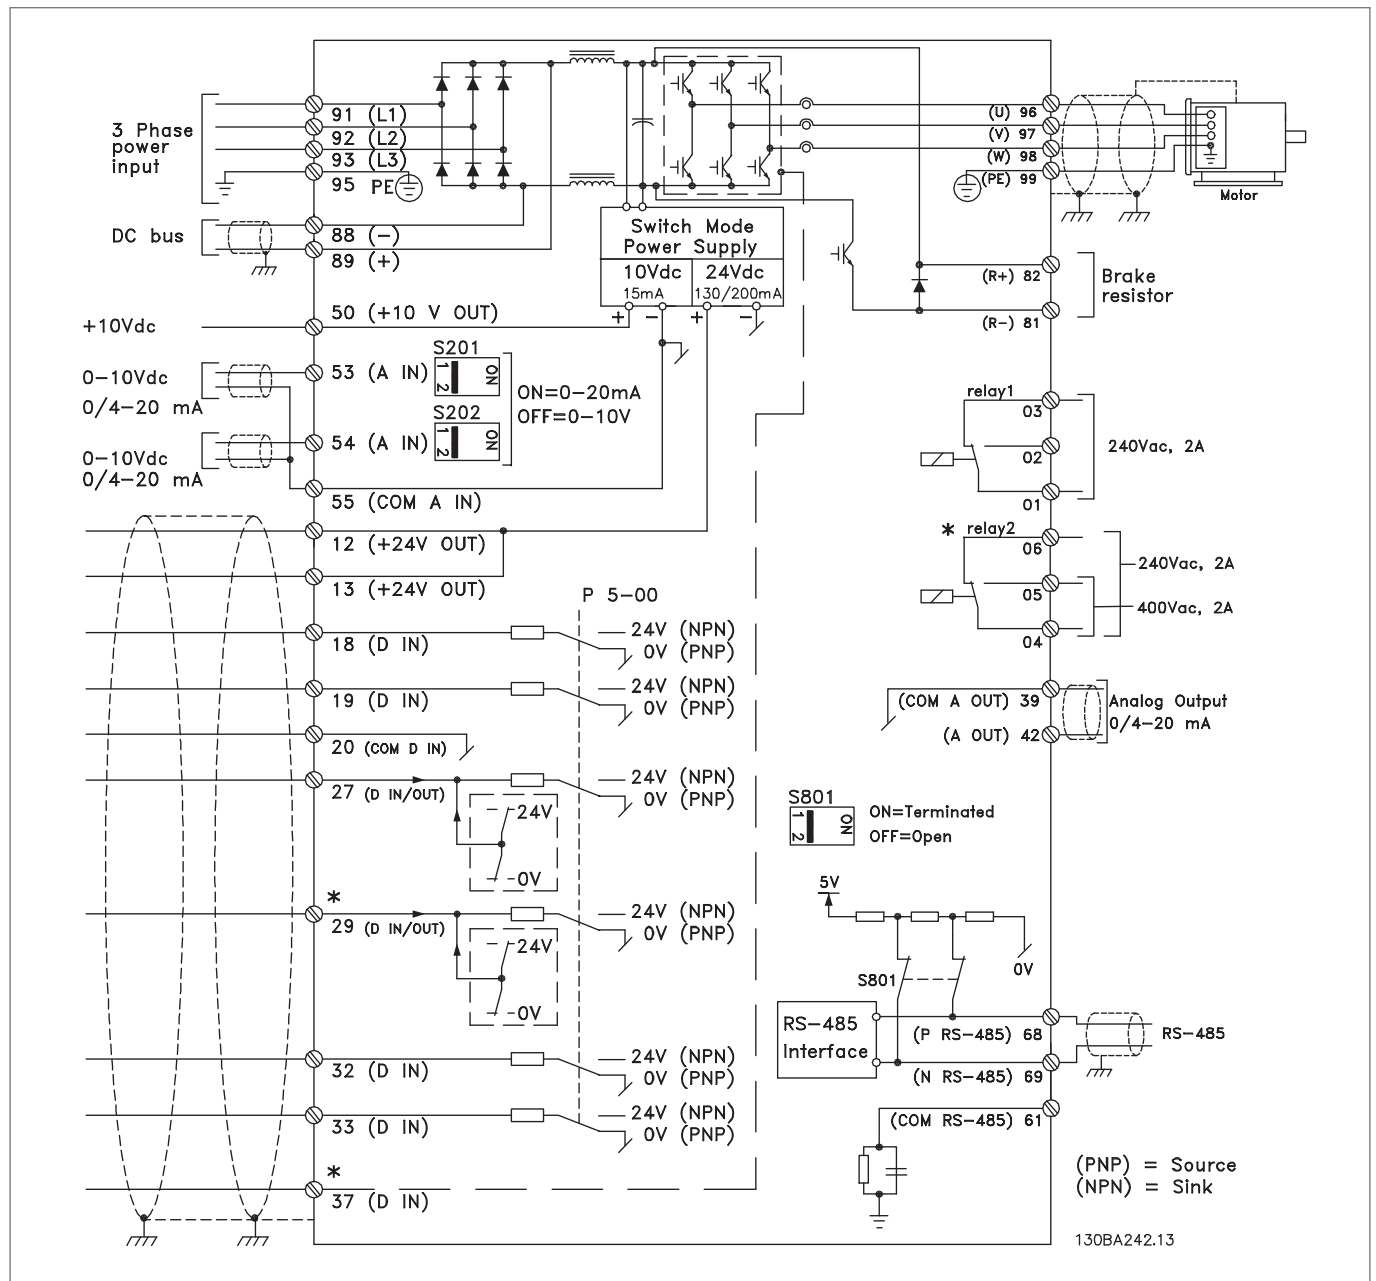 3 Phase
power
input
91 (L1)
92 (L2)
93 (L3)
95 PE
DC bus
88 (-)
89 (+)
Switch Mode
Power Supply
10Vdc
15mA
24Vdc
130/200mA
+ - + -
+10Vdc
50 (+10 V OUT)
S201
1 2
ON
0-10Vdc
0/4-20 mA
53 (A IN)
ON=0-20mA
OFF=0-10V
S202
1 2
ON
0-10Vdc
0/4-20 mA
54 (A IN)
55 (COM A IN)
12 (+24V OUT)
13 (+24V OUT)
P 5-00
18 (D IN)
24V (NPN)
0V (PNP)
19 (D IN)
24V (NPN)
0V (PNP)
20 (COM D IN)
27 (D IN/OUT)
24V (NPN)
0V (PNP)
24V
0V
*
29 (D IN/OUT)
24V (NPN)
0V (PNP)
24V
0V
32 (D IN)
24V (NPN)
0V (PNP)
33 (D IN)
24V (NPN)
0V (PNP)
*
37 (D IN)
(U) 96
(V) 97
(W) 98
(PE) 99
Motor
(R+) 82
(R-) 81
Brake
resistor
relay1
03
02
01
240Vac, 2A
* relay2
06
05
04
240Vac, 2A
400Vac, 2A
(COM A OUT) 39
(A OUT) 42
Analog Output
0/4-20 mA
S801
1 2
ON
ON=Terminated
OFF=Open
5V
0V
S801
RS-485
Interface
(P RS-485) 68
(N RS-485) 69
RS-485
(COM RS-485) 61
(PNP) = Source
(NPN) = Sink
130BA242.13